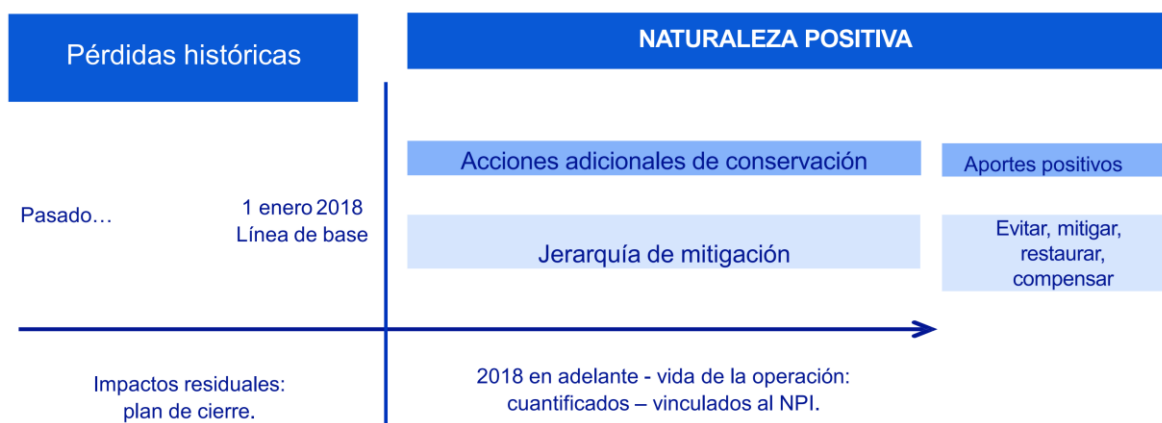 Pérdidas históricas
NATURALEZA POSITIVA
Acciones adicionales de conservación
Aportes positivos
Pasado…
1 enero 2018
Línea de base
Jerarquía de mitigación
Evitar, mitigar,
restaurar,
compensar
Impactos residuales:
plan de cierre.
2018 en adelante - vida de la operación:
cuantificados – vinculados al NPI.